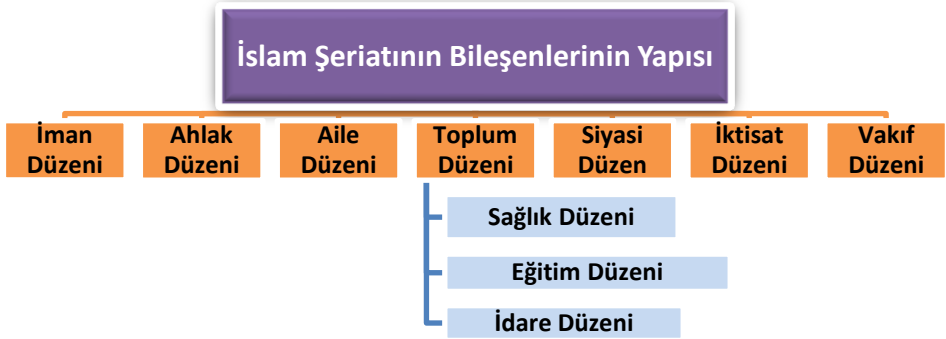 İslam Şeriatının Bileşenlerinin Yapısı
İman
Düzeni
Ahlak
Düzeni
Aile
Düzeni
Toplum
Düzeni
Siyasi
Düzen
İktisat
Düzeni
Vakıf
Düzeni
Sağlık Düzeni
Eğitim Düzeni
İdare Düzeni